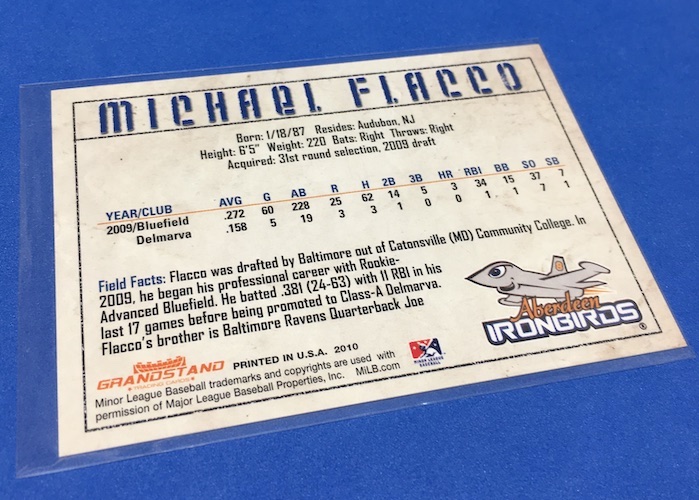 MICHAEL FLACCO
Born: 1/18/87 Resides: Audubon, NJ
Height: 6'5" Weight: 220 Bats: Right Throws: Right
Acquired: 31st round selection, 2009 draft
YEAR/CLUB AVG G AB R H 2B 3B HR RBI BB SO SB
2009/Bluefield .272 60 228 25 62 14 5 3 34 15 37 7
Delmarva .158 5 19 3 3 1 0 0 1 1 7 1
Field Facts: Flacco was drafted by Baltimore out of Catonsville (MD) Community College. In
2009, he began his professional career with Rookie-
Advanced Bluefield. He batted .381 (24-63) with 11 RBI in his
last 17 games before being promoted to Class-A Delmarva.
Flacco's brother is Baltimore Ravens Quarterback Joe
Aberdeen
IRONBIRDS
GRANDSTAND
TRADING CARDS
PRINTED IN U.S.A. 2010
Minor League Baseball trademarks and copyrights are used with
permission of Major League Baseball Properties, Inc. MiLB.com
MINOR LEAGUE
BASEBALL